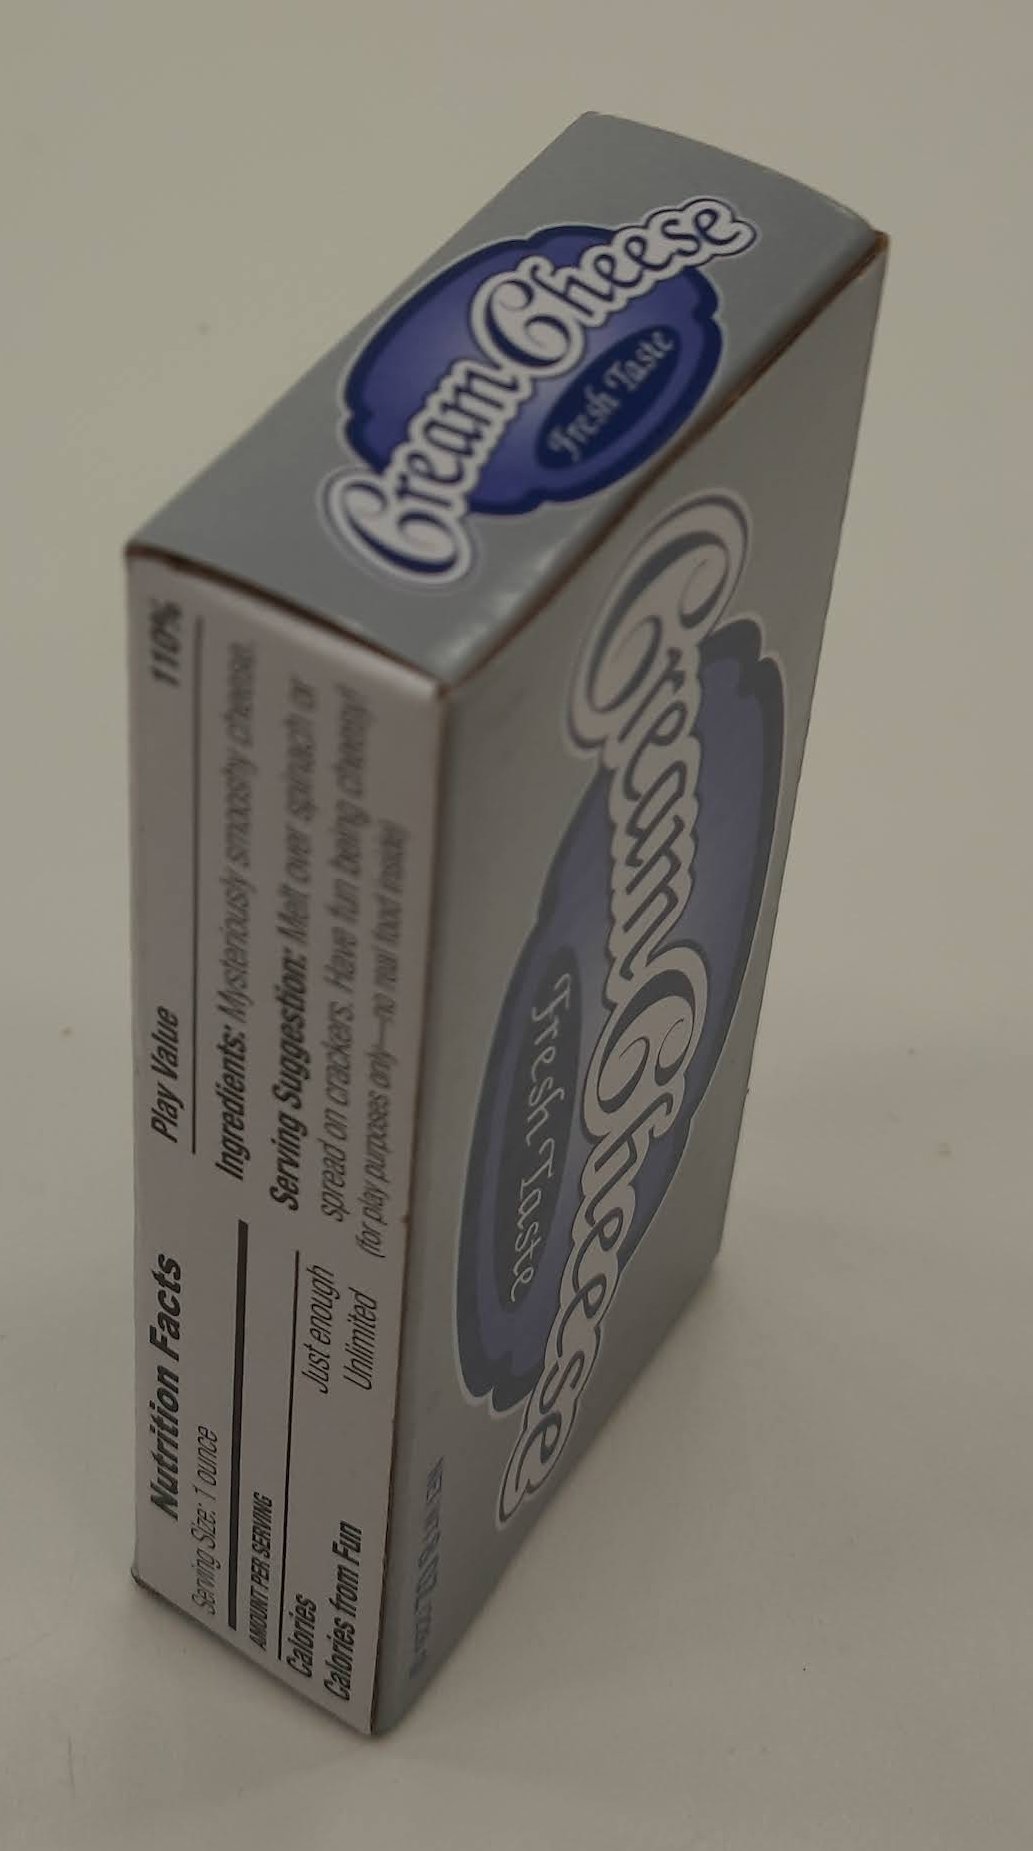 Cream Cheese
Fresh Taste
Cream Cheese
Fresh Taste
Nutrition Facts
Serving Size: 1 ounce
AMOUNT PER SERVING
Calories Just enough
Calories from Fun Unlimited
Play Value 110%
Ingredients: Mysteriously smooshy cheese.
Serving Suggestion: Melt over spinach or
spread on crackers. Have fun being cheesy!
(for play purposes only—no real food inside)